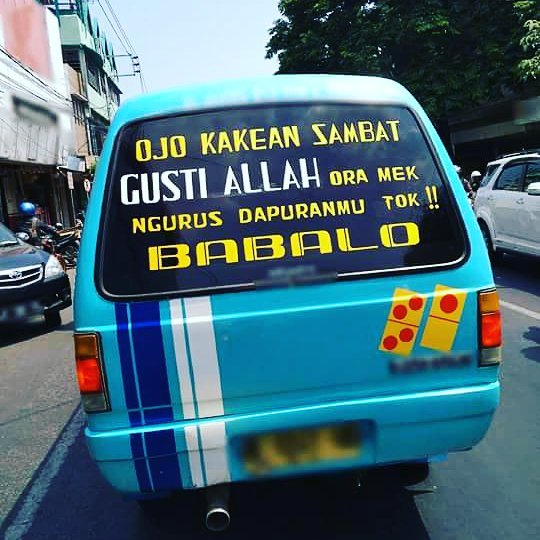 OJO KAKEAN SAMBAT
GUSTI ALLAH ORA MEK
NGURUS DAPURANMU TOK !!
BABALO